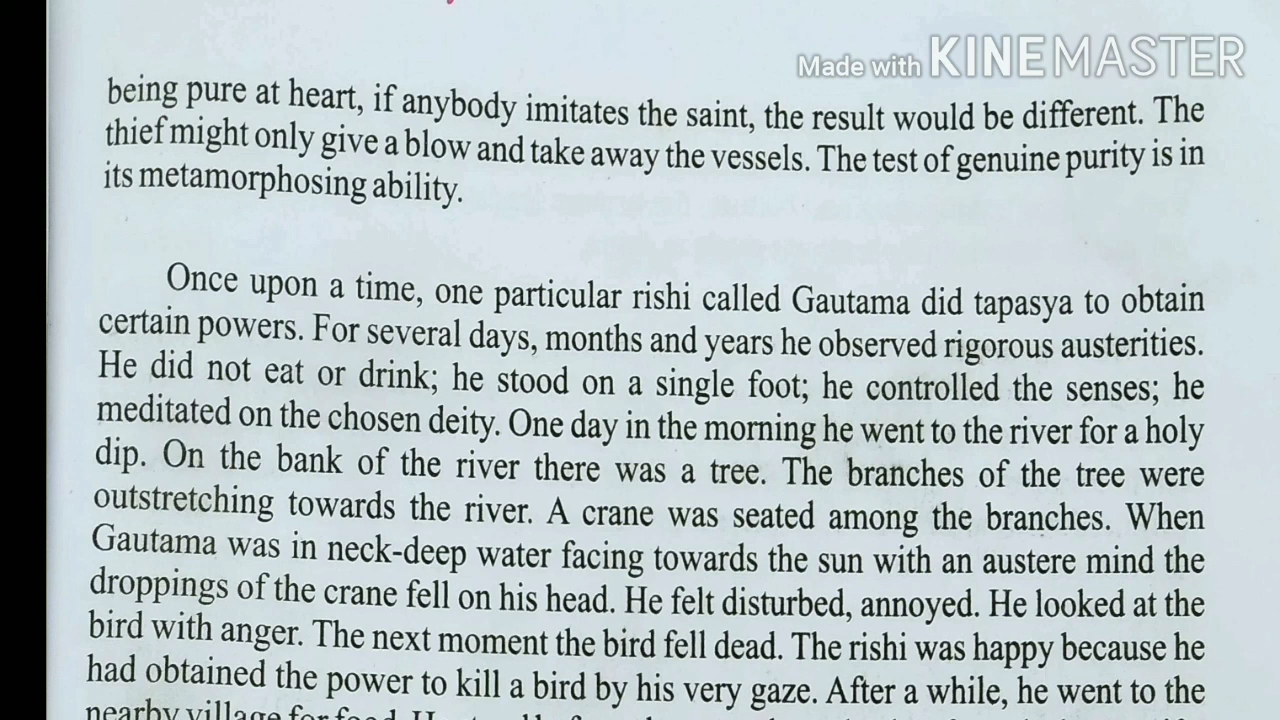 Made with KINEMASTER
being pure at heart, if anybody imitates the saint, the result would be different. The
thief might only give a blow and take away the vessels. The test of genuine purity is in
its metamorphosing ability.
Once upon a time, one particular rishi called Gautama did tapasya to obtain
certain powers. For several days, months and years he observed rigorous austerities.
He did not eat or drink; he stood on a single foot; he controlled the senses; he
meditated on the chosen deity. One day in the morning he went to the river for a holy
dip. On the bank of the river there was a tree. The branches of the tree were
outstretching towards the river. A crane was seated among the branches. When
Gautama was in neck-deep water facing towards the sun with an austere mind the
droppings of the crane fell on his head. He felt disturbed, annoyed. He looked at the
bird with anger. The next moment the bird fell dead. The rishi was happy because he
had obtained the power to kill a bird by his very gaze. After a while, he went to the
nearby village for food.